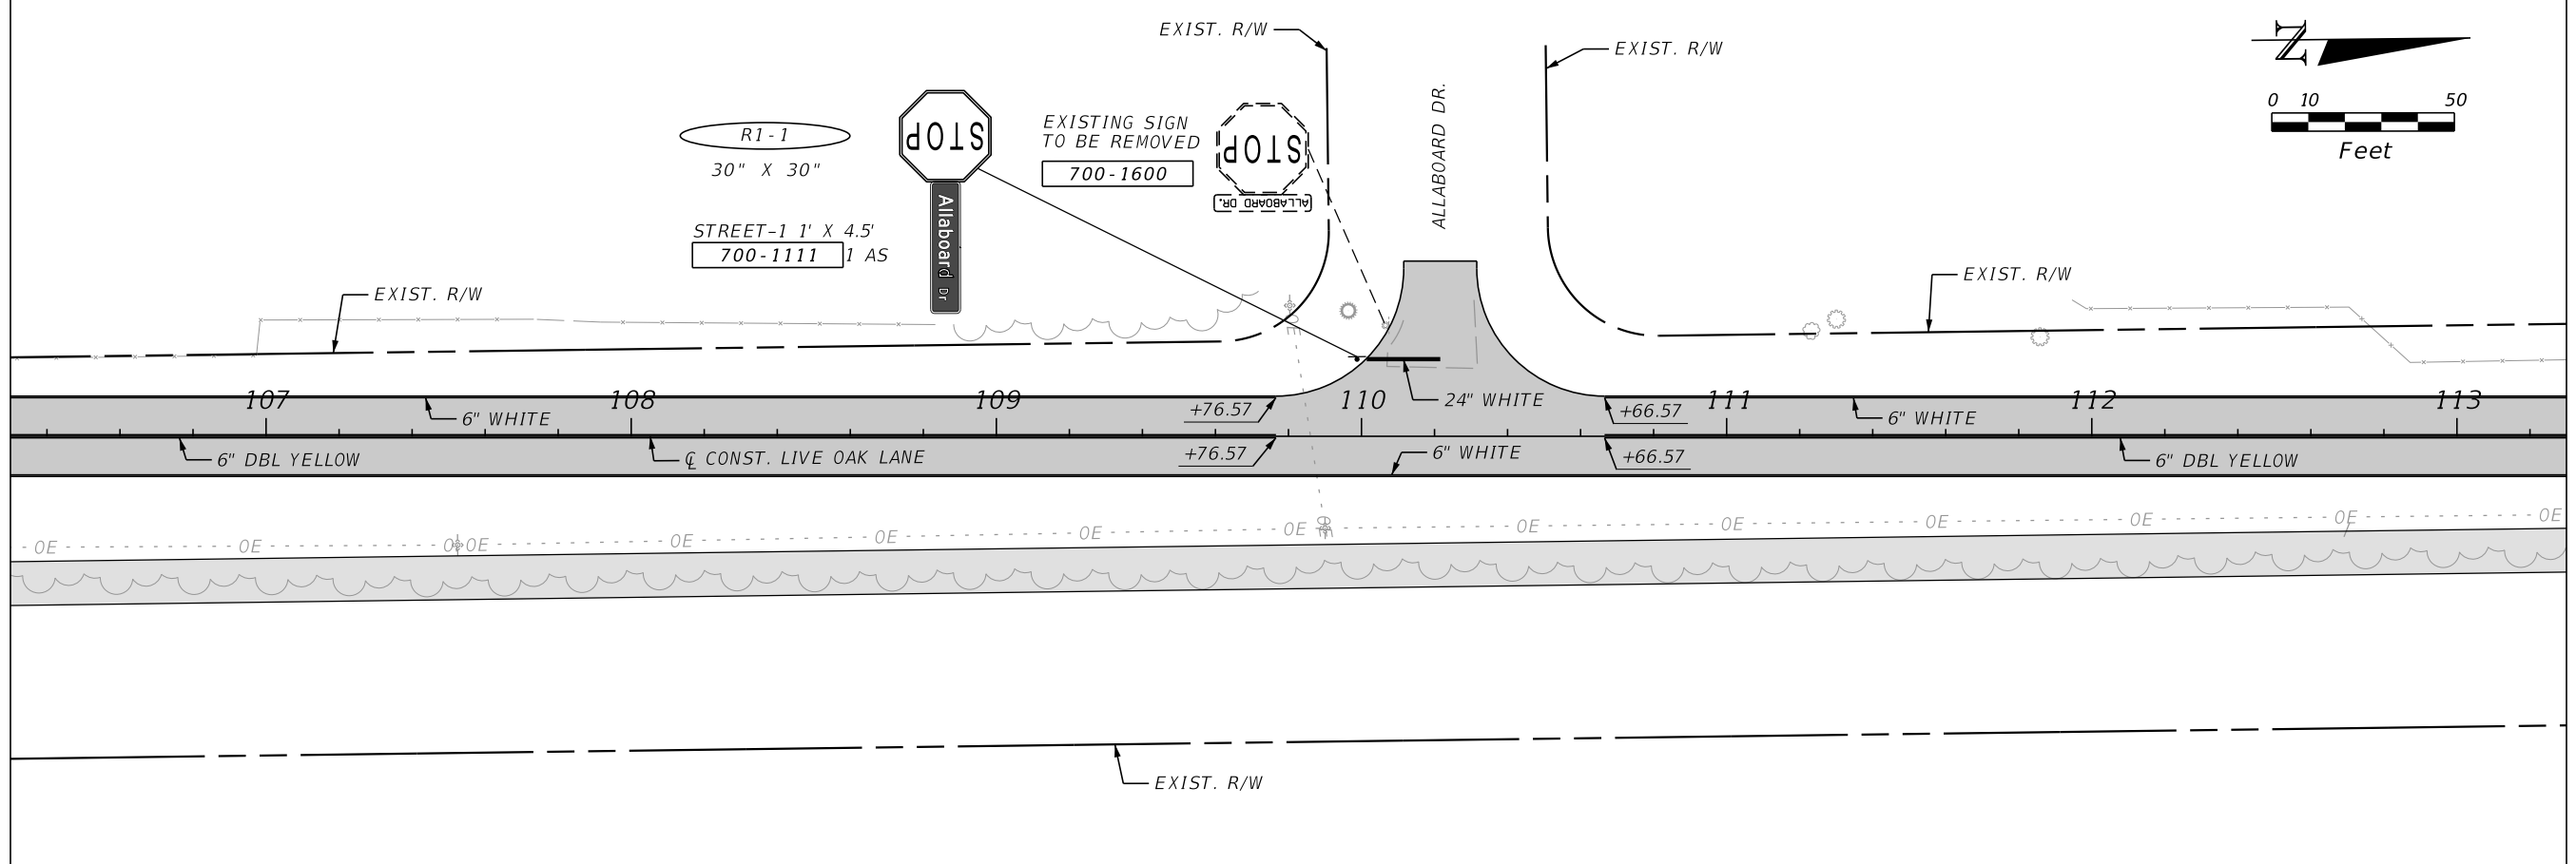 EXIST. R/W
EXIST. R/W
N
0 10 50
Feet
R1-1
30" X 30"
STOP
EXISTING SIGN
TO BE REMOVED
700-1600
STOP
ALLABOARD DR.
ALLABOARD DR.
STREET-1 1' X 4.5'
700-1111 1 AS
Allaboard Dr
EXIST. R/W
EXIST. R/W
OE
107 108 109 110 111 112 113
6" WHITE
+76.57
24" WHITE
+66.57
6" WHITE
6" DBL YELLOW
℄ CONST. LIVE OAK LANE
+76.57
6" WHITE
+66.57
6" DBL YELLOW
OE OE OE OE OE OE OE OE OE OE OE OE OE
OE
EXIST. R/W